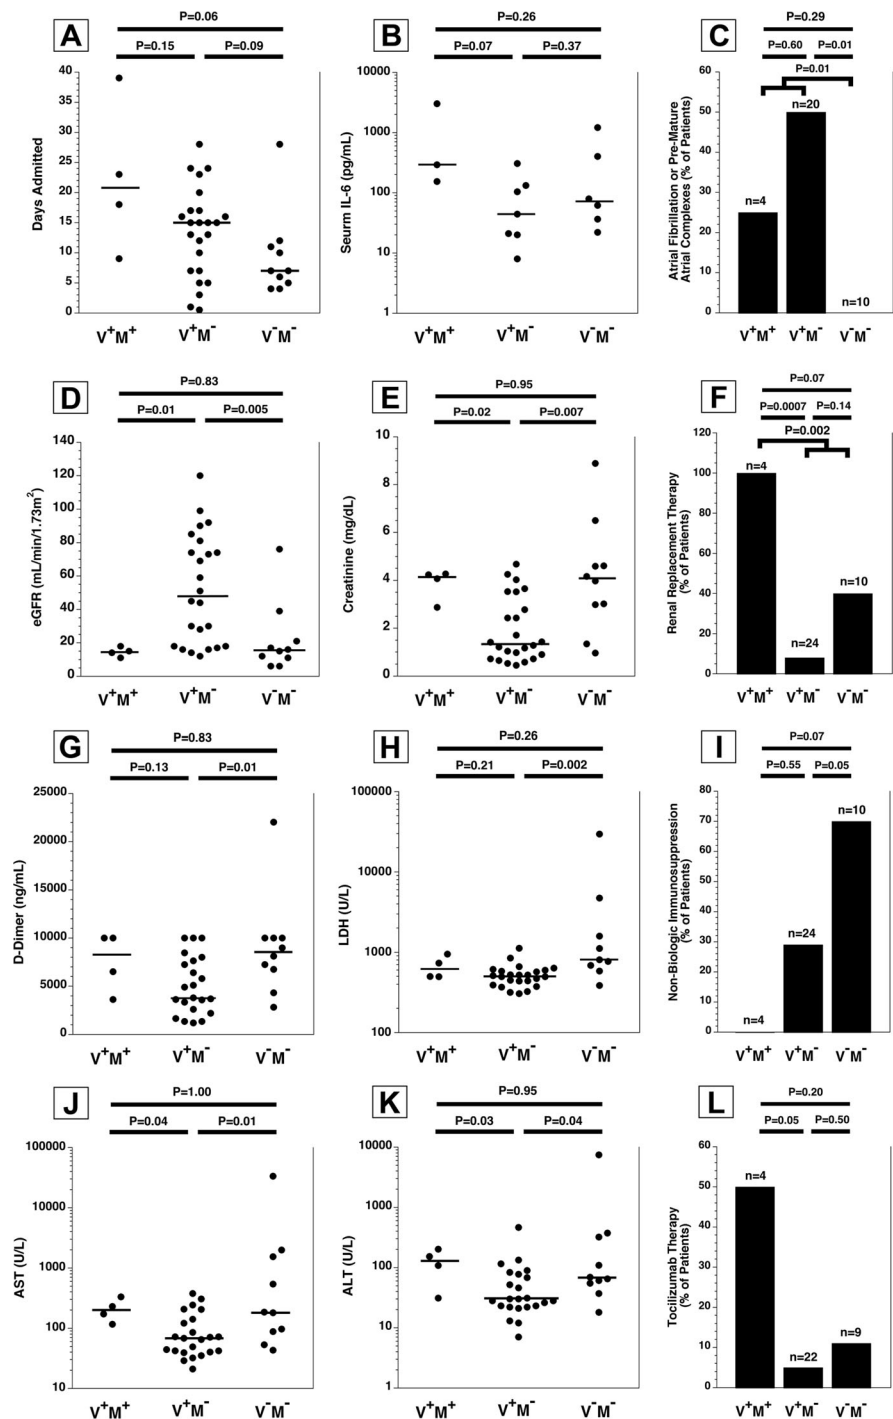 P=0.06
A
P=0.15 P=0.09
Days Admitted
40
35
30
25
20
15
10
5
0
V⁺M⁺ V⁺M⁻ V⁻M⁻
P=0.26
B
P=0.07 P=0.37
Seurm IL-6 (pg/mL)
10000
1000
100
10
1
V⁺M⁺ V⁺M⁻ V⁻M⁻
P=0.29
C
P=0.60 P=0.01
P=0.01
Atrial Fibrillation or Pre-Mature
Atrial Complexes (% of Patients)
60
50
40
30
20
10
0
n=4
n=20
n=10
V⁺M⁺ V⁺M⁻ V⁻M⁻
P=0.83
D
P=0.01 P=0.005
eGFR (mL/min/1.73m²)
140
120
100
80
60
40
20
0
V⁺M⁺ V⁺M⁻ V⁻M⁻
P=0.95
E
P=0.02 P=0.007
Creatinine (mg/dL)
10
8
6
4
2
0
V⁺M⁺ V⁺M⁻ V⁻M⁻
P=0.07
F
P=0.0007 P=0.14
P=0.002
Renal Replacement Therapy
(% of Patients)
120
100
80
60
40
20
0
n=4
n=24
n=10
V⁺M⁺ V⁺M⁻ V⁻M⁻
P=0.83
G
P=0.13 P=0.01
D-Dimer (ng/mL)
25000
20000
15000
10000
5000
0
V⁺M⁺ V⁺M⁻ V⁻M⁻
P=0.26
H
P=0.21 P=0.002
LDH (U/L)
100000
10000
1000
100
V⁺M⁺ V⁺M⁻ V⁻M⁻
P=0.07
I
P=0.55 P=0.05
Non-Biologic Immunosuppression
(% of Patients)
80
70
60
50
40
30
20
10
0
n=4
n=24
n=10
V⁺M⁺ V⁺M⁻ V⁻M⁻
P=1.00
J
P=0.04 P=0.01
AST (U/L)
100000
10000
1000
100
10
V⁺M⁺ V⁺M⁻ V⁻M⁻
P=0.95
K
P=0.03 P=0.04
ALT (U/L)
10000
1000
100
10
1
V⁺M⁺ V⁺M⁻ V⁻M⁻
P=0.20
L
P=0.05 P=0.50
Tocilizumab Therapy
(% of Patients)
60
50
40
30
20
10
0
n=4
n=22
n=9
V⁺M⁺ V⁺M⁻ V⁻M⁻